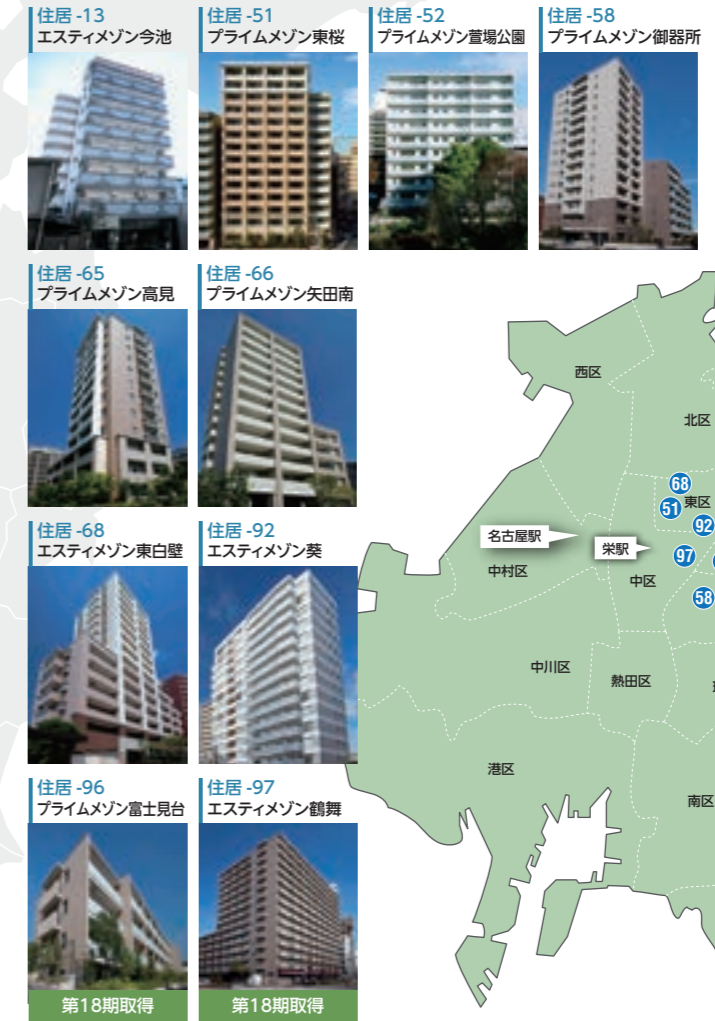 住居 -13
エスティメゾン今池
住居 -51
プライムメゾン東桜
住居 -52
プライムメゾン萱場公園
住居 -58
プライムメゾン御器所
住居 -65
プライムメゾン高見
住居 -66
プライムメゾン矢田南
住居 -68
エスティメゾン東白壁
住居 -92
エスティメゾン葵
住居 -96
プライムメゾン富士見台
第18期取得
住居 -97
エスティメゾン鶴舞
第18期取得
西区
北区
68
51
東区
92
名古屋駅
栄駅
97
中村区
中区
58
中川区
熱田区
港区
南区